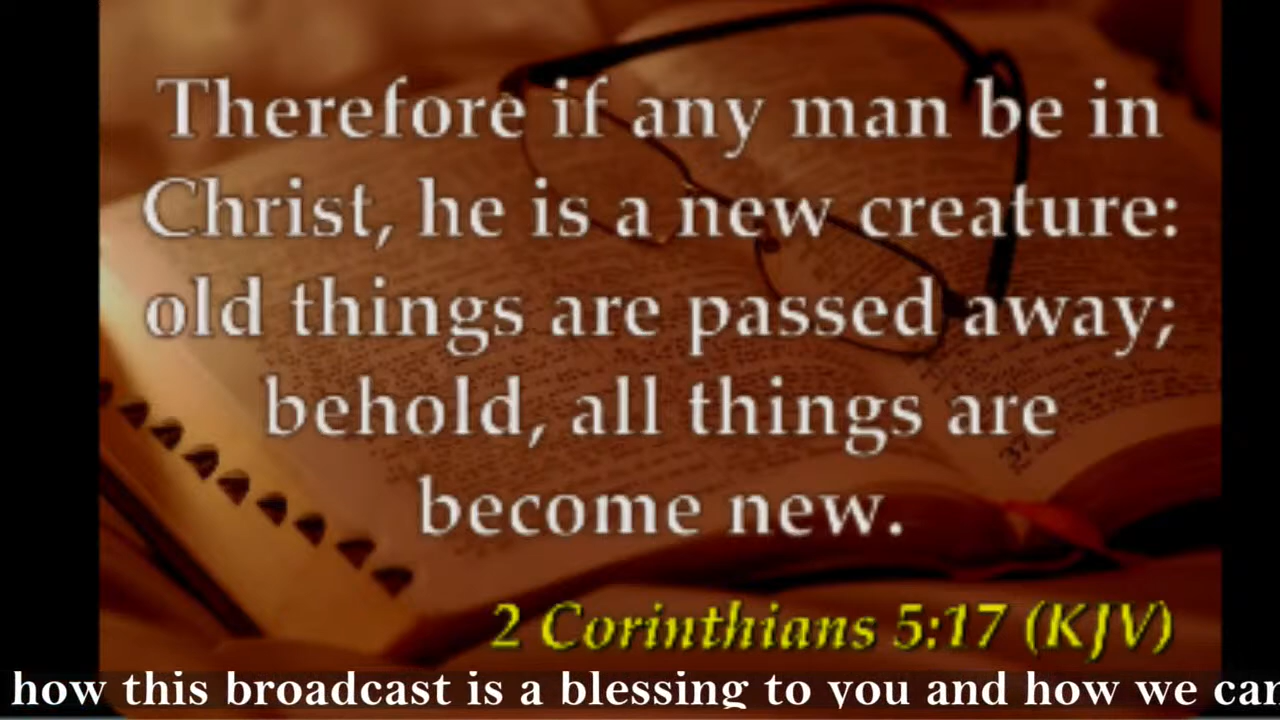 Therefore if any man be in
Christ, he is a new creature:
old things are passed away;
behold, all things are
become new.
2 Corinthians 5:17 (KJV)
how this broadcast is a blessing to you and how we can